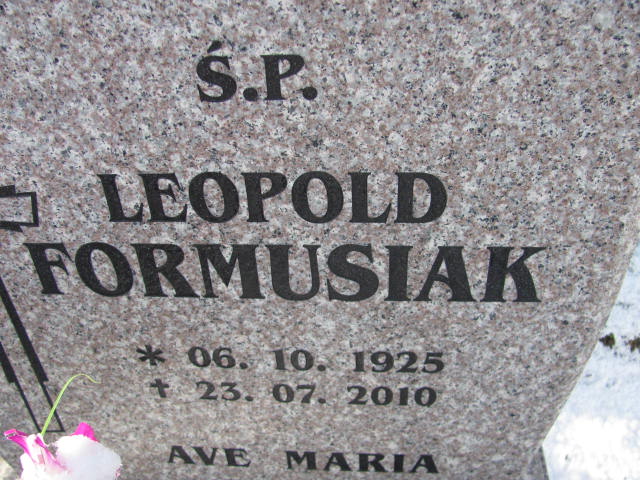 Ś.P.
LEOPOLD
FORMUSIAK
* 06. 10. 1925
✝ 23. 07. 2010
AVE MARIA